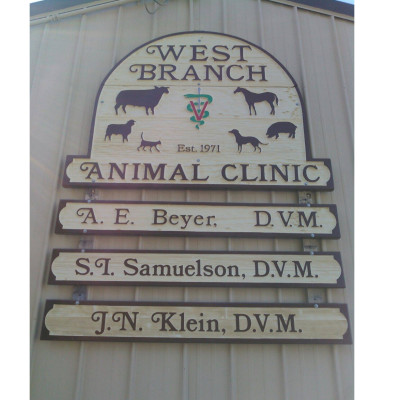 WEST
BRANCH
V
Est. 1971
ANIMAL CLINIC
A. E. Beyer, D.V.M.
S.I. Samuelson, D.V.M.
J.N. Klein, D.V.M.